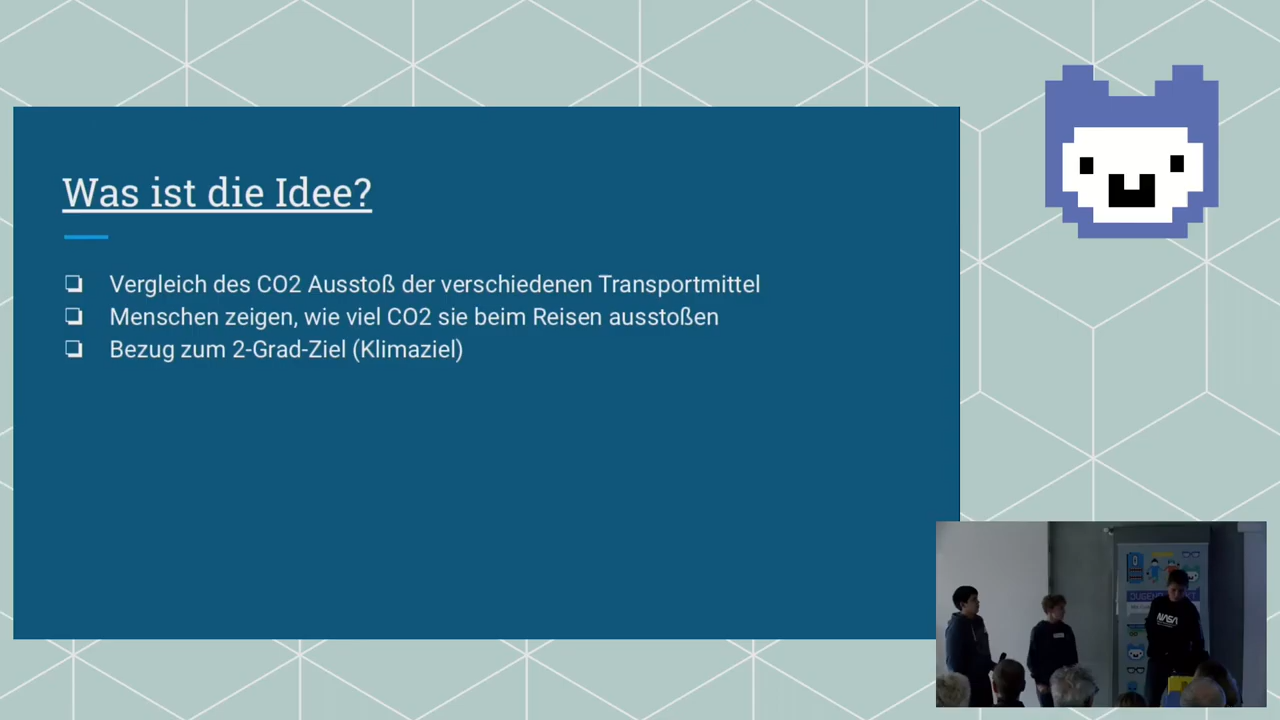 Was ist die Idee?
Vergleich des CO2 Ausstoß der verschiedenen Transportmittel
Menschen zeigen, wie viel CO2 sie beim Reisen ausstoßen
Bezug zum 2-Grad-Ziel (Klimaziel)
NASA